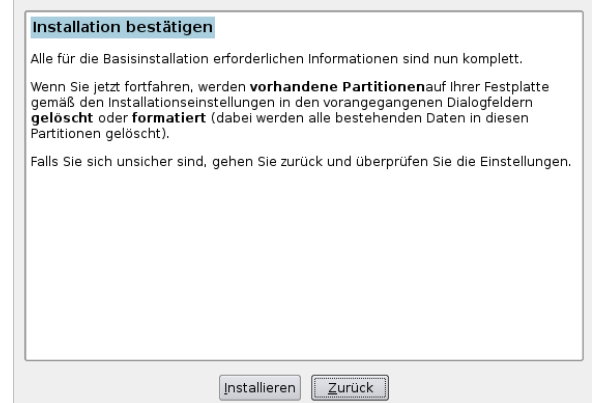 Installation bestätigen
Alle für die Basisinstallation erforderlichen Informationen sind nun komplett.
Wenn Sie jetzt fortfahren, werden vorhandene Partitionenauf Ihrer Festplatte
gemäß den Installationseinstellungen in den vorangegangenen Dialogfeldern
gelöscht oder formatiert (dabei werden alle bestehenden Daten in diesen
Partitionen gelöscht).
Falls Sie sich unsicher sind, gehen Sie zurück und überprüfen Sie die Einstellungen.
Installieren Zurück